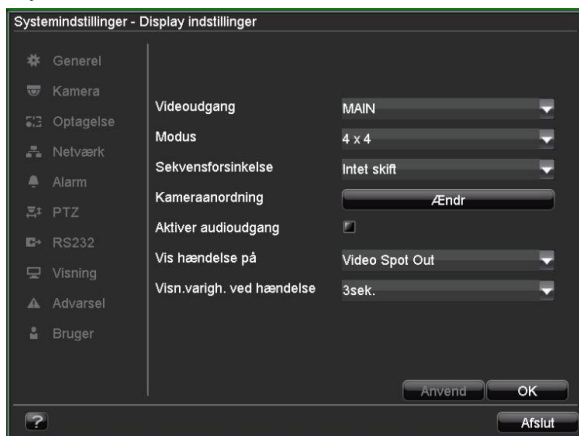 Systemindstillinger - Display indstillinger
Generel
Kamera
Optagelse
Netværk
Alarm
PTZ
RS232
Visning
Advarsel
Bruger
Videoudgang MAIN
Modus 4 x 4
Sekvensforsinkelse Intet skift
Kameraanordning Ændr
Aktiver audioudgang
Vis hændelse på Video Spot Out
Visn.varigh. ved hændelse 3sek.
Anvend OK
? Afslut